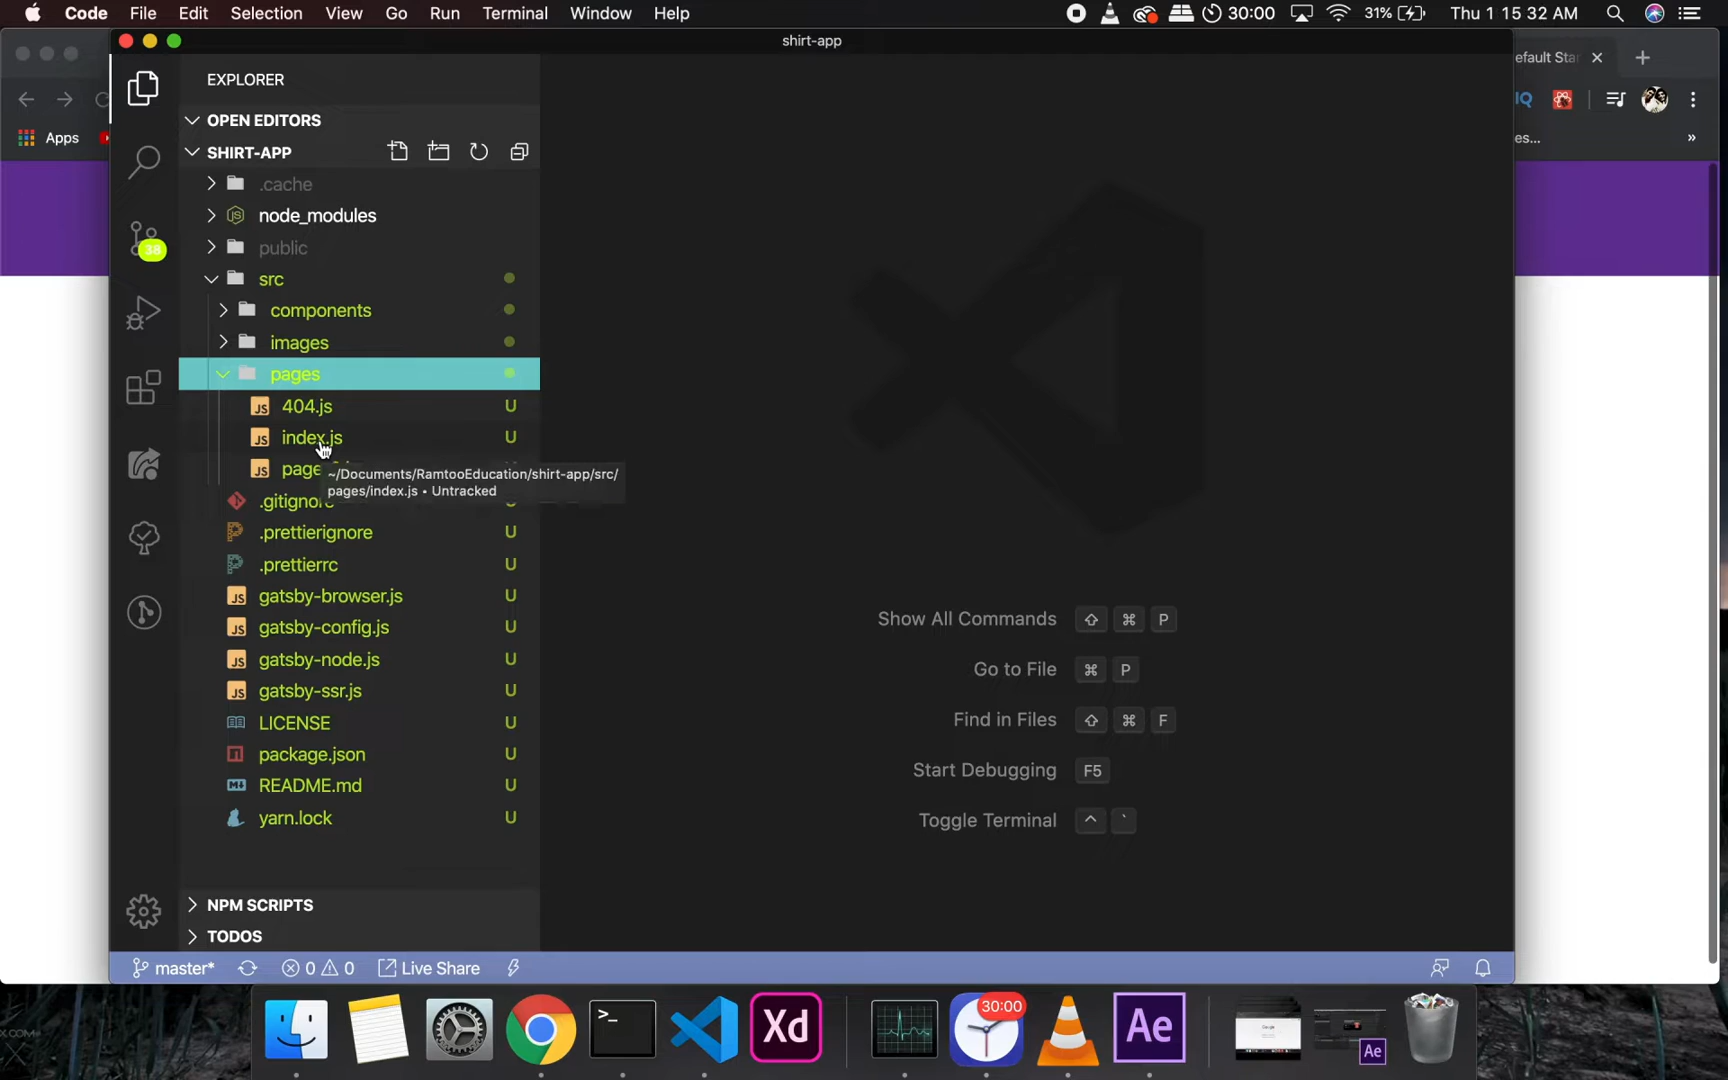 Code File Edit Selection View Go Run Terminal Window Help
30:00 31% Thu 1 15 32 AM
shirt-app
efault Star
Apps
IQ
es...
»
EXPLORER
OPEN EDITORS
SHIRT-APP
.cache
node_modules
public
38
src
components
images
pages
404.js U
index.js U
page
~/Documents/RamtooEducation/shirt-app/src/
pages/index.js • Untracked
.gitignore
.prettierignore U
.prettierrc U
gatsby-browser.js U
gatsby-config.js U
gatsby-node.js U
gatsby-ssr.js U
LICENSE U
package.json U
README.md U
yarn.lock U
NPM SCRIPTS
TODOS
Show All Commands ⇧ ⌘ P
Go to File ⌘ P
Find in Files ⇧ ⌘ F
Start Debugging F5
Toggle Terminal ^ `
master* 0 0 Live Share
Xd
30:00
Ae
Ae